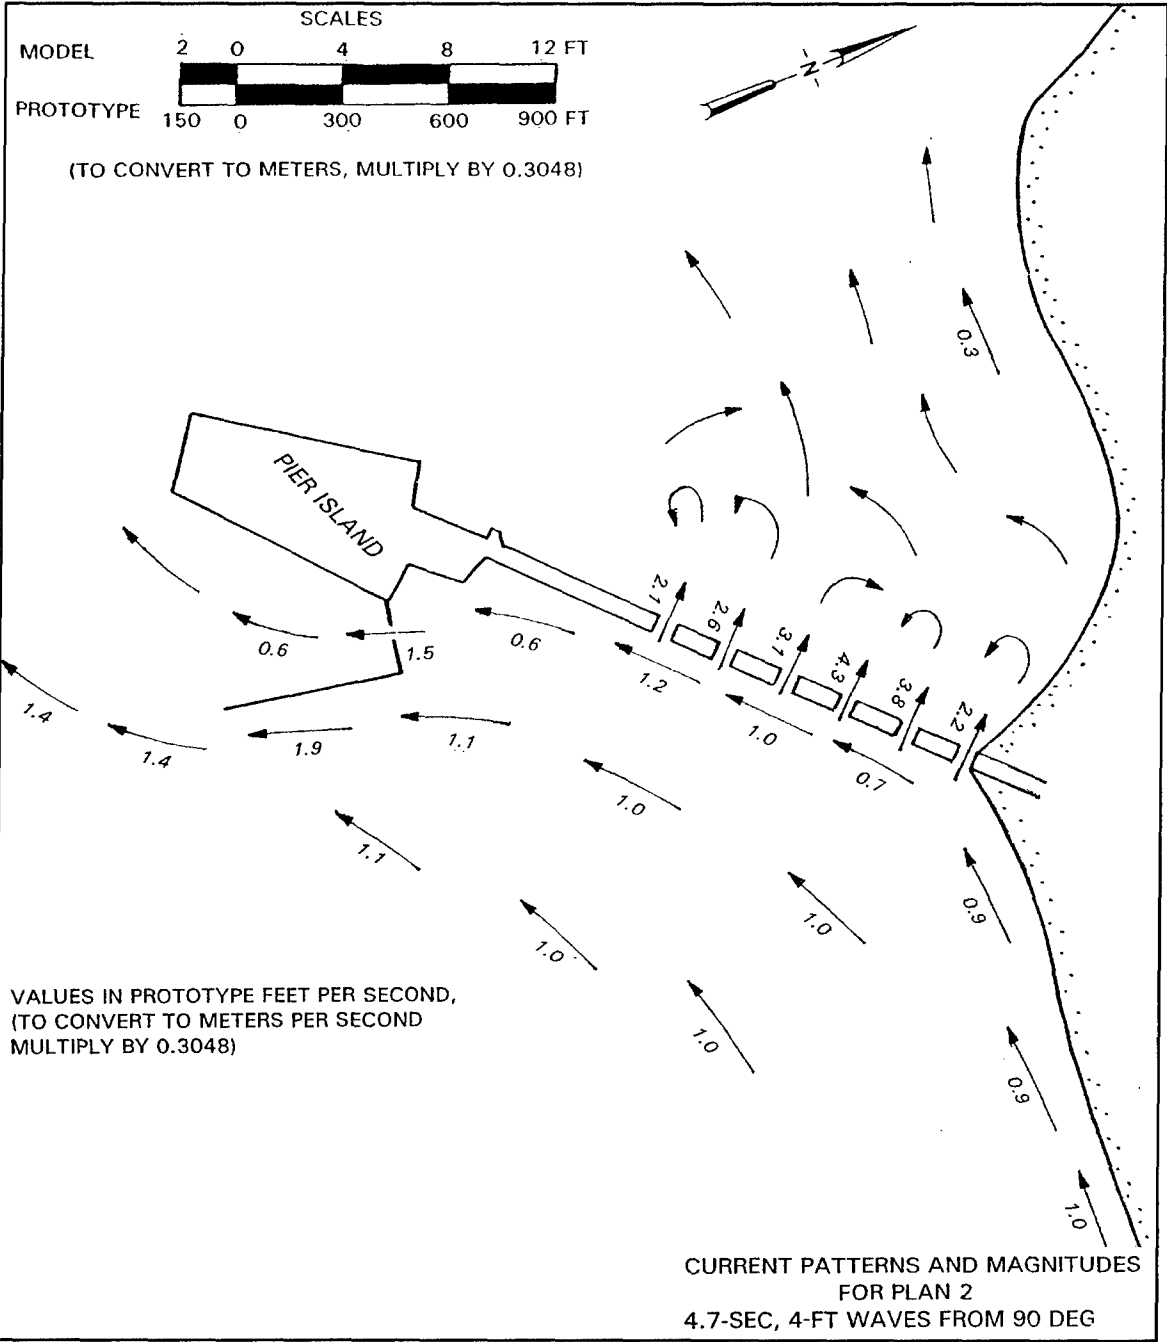 SCALES
MODEL
2 0 4 8 12 FT
PROTOTYPE
150 0 300 600 900 FT
(TO CONVERT TO METERS, MULTIPLY BY 0.3048)
-N-
0.3
PIER ISLAND
2.1
2.6
3.1
4.3
3.8
2.2
0.6
1.5
0.6
1.2
1.0
0.7
1.4
1.4
1.9
1.1
1.0
1.1
1.0
0.9
1.0
1.0
0.9
1.0
VALUES IN PROTOTYPE FEET PER SECOND,
(TO CONVERT TO METERS PER SECOND
MULTIPLY BY 0.3048)
CURRENT PATTERNS AND MAGNITUDES
FOR PLAN 2
4.7-SEC, 4-FT WAVES FROM 90 DEG